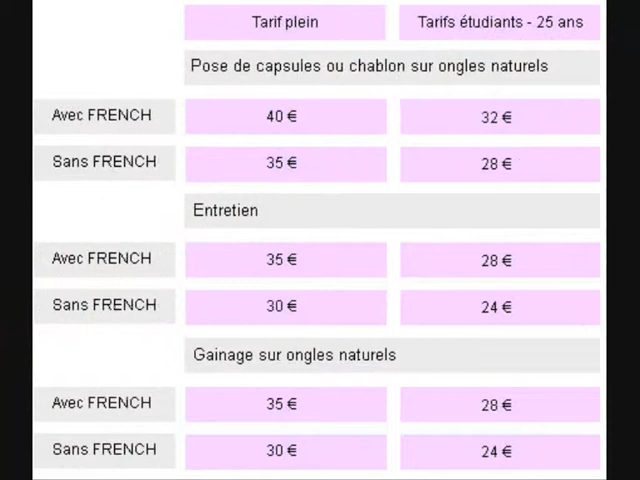 Tarif plein Tarifs étudiants - 25 ans
Pose de capsules ou chablon sur ongles naturels
Avec FRENCH 40 € 32 €
Sans FRENCH 35 € 28 €
Entretien
Avec FRENCH 35 € 28 €
Sans FRENCH 30 € 24 €
Gainage sur ongles naturels
Avec FRENCH 35 € 28 €
Sans FRENCH 30 € 24 €